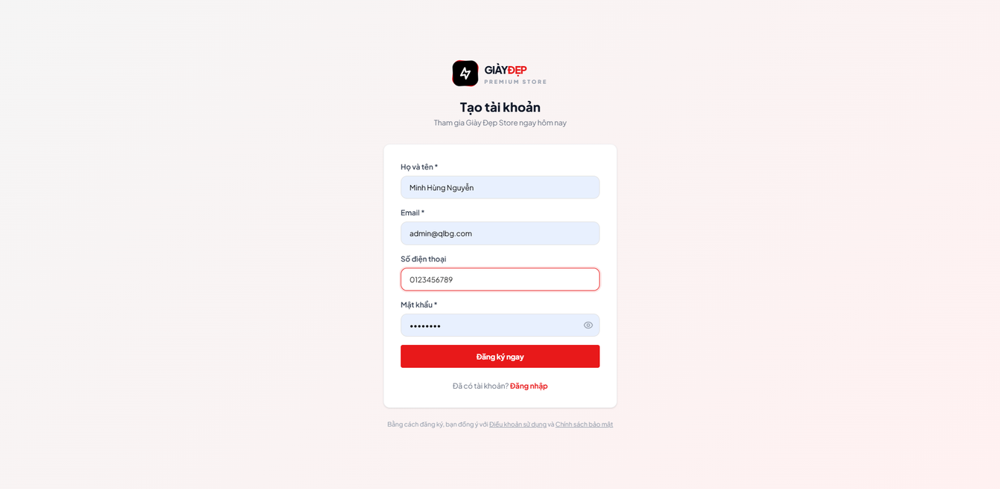 GIÀYĐẸP
PREMIUM STORE
Tạo tài khoản
Tham gia Giày Đẹp Store ngay hôm nay
Họ và tên *
Minh Hùng Nguyễn
Email *
admin@qlbg.com
Số điện thoại
0123456789
Mật khẩu *
••••••••
Đăng ký ngay
Đã có tài khoản? Đăng nhập
Bằng cách đăng ký, bạn đồng ý với Điều khoản sử dụng và Chính sách bảo mật